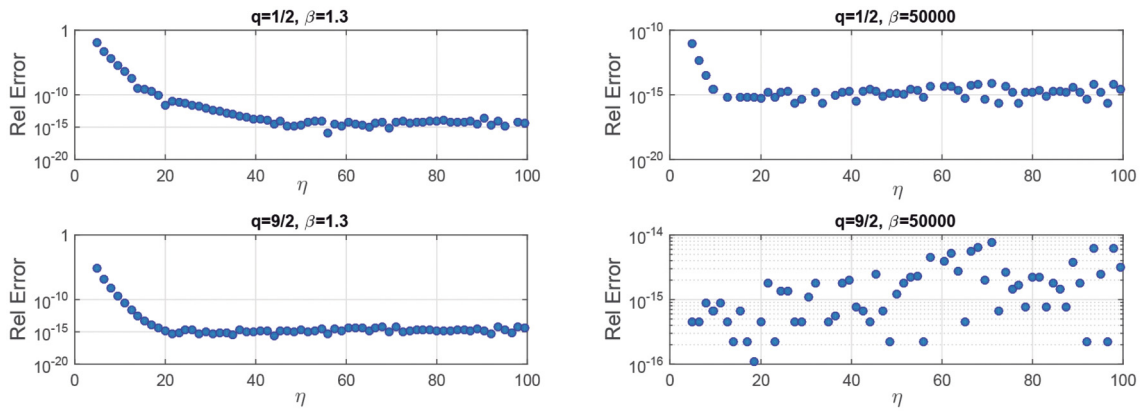 q=1/2, β=1.3
Rel Error
1
10^-10
10^-15
10^-20
0 20 40 60 80 100
η
q=1/2, β=50000
Rel Error
10^-10
10^-15
10^-20
0 20 40 60 80 100
η
q=9/2, β=1.3
Rel Error
1
10^-10
10^-15
10^-20
0 20 40 60 80 100
η
q=9/2, β=50000
Rel Error
10^-14
10^-15
10^-16
0 20 40 60 80 100
η